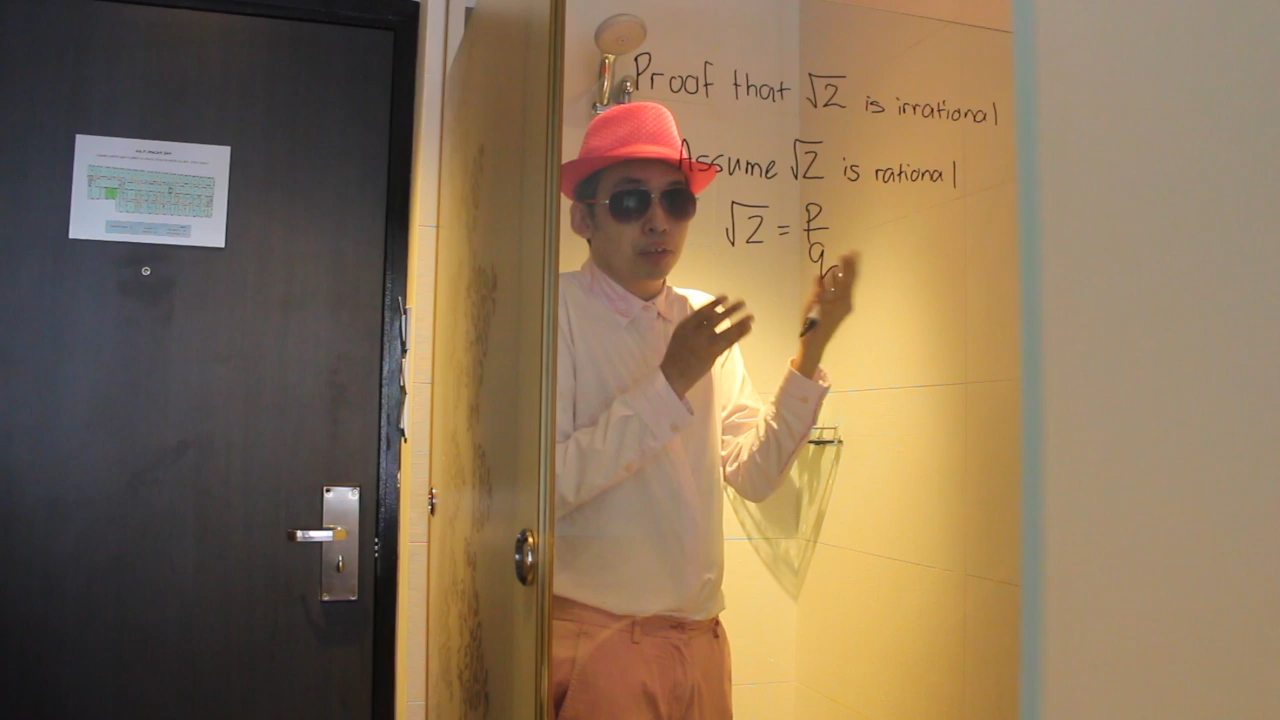 Proof that √2 is irrational
Assume √2 is rational
√2 = p/q